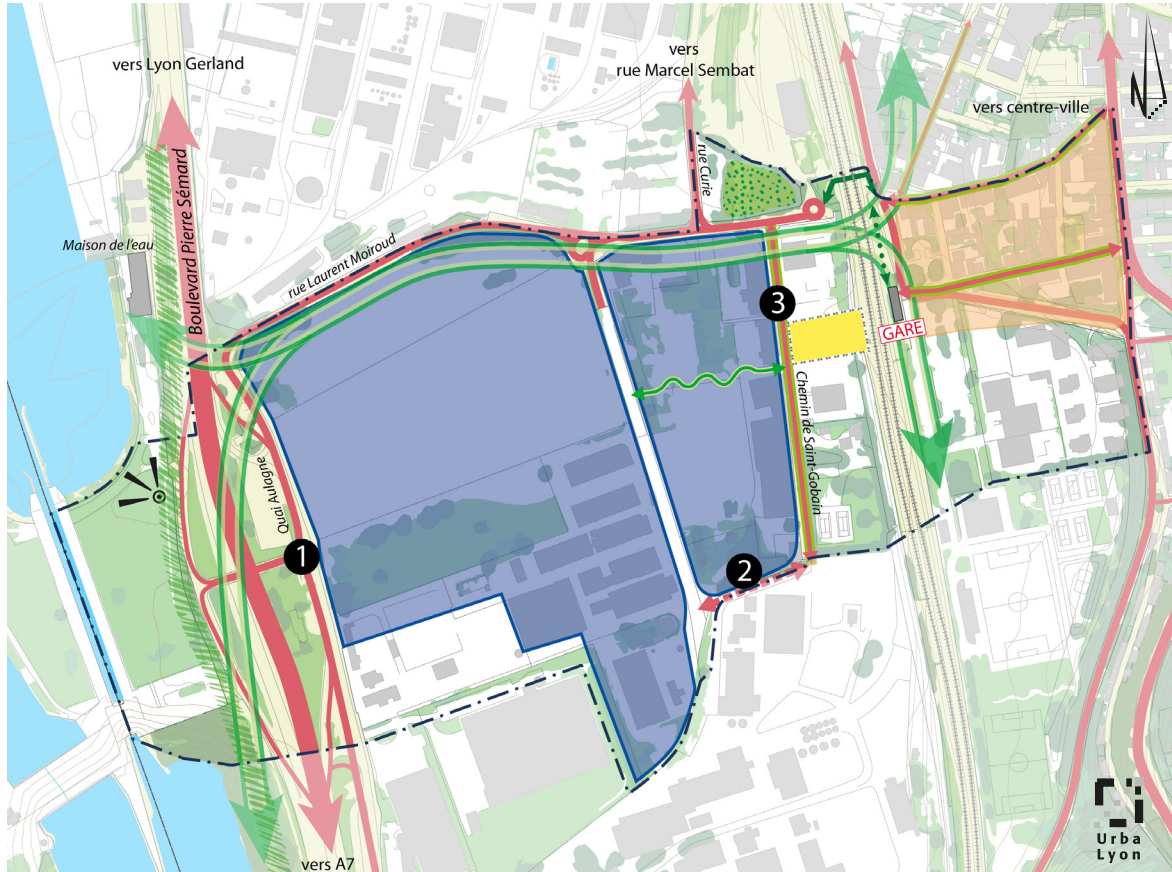 vers Lyon Gerland
vers
rue Marcel Sembat
vers centre-ville
Boulevard Pierre Sémard
Maison de l'eau
rue Laurent Moiroud
rue Curie
3
GARE
Chemin de Saint-Gobain
Quai Aulagne
1
2
vers A7
Urba
Lyon